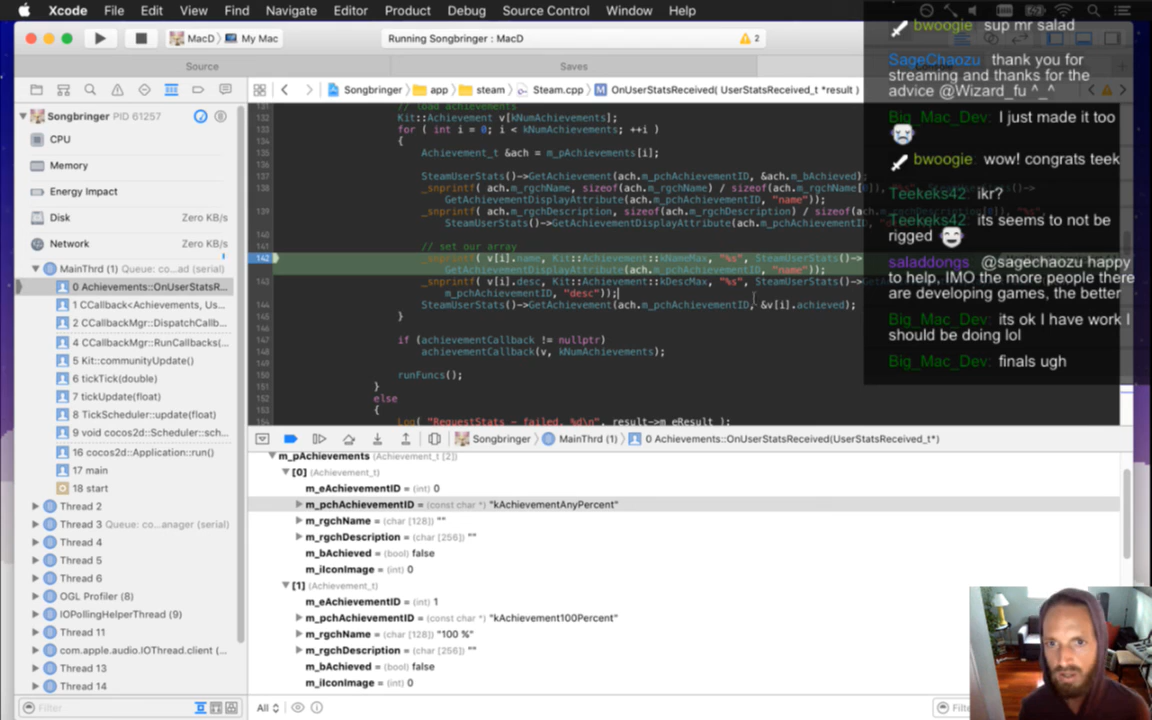 Xcode File Edit View Find Navigate Editor Product Debug Source Control Window Help
MacD My Mac
Running Songbringer : MacD
2
Source
Saves
Songbringer app steam Steam.cpp OnUserStatsReceived( UserStatsReceived_t *result )
Songbringer PID 61257
CPU
Memory
Energy Impact
Disk Zero KB/s
Network Zero KB/s
MainThrd (1) Queue: co...ad (serial)
0 Achievements::OnUserStatsR...
1 CCallback<Achievements, Us...
2 CCallbackMgr::DispatchCallb...
4 CCallbackMgr::RunCallbacks(...
5 Kit::communityUpdate()
6 tickTick(double)
7 tickUpdate(float)
8 TickScheduler::update(float)
9 void cocos2d::Scheduler::sch...
16 cocos2d::Application::run()
17 main
18 start
Thread 2
Thread 3 Queue: co...anager (serial)
Thread 4
Thread 5
Thread 6
OGL Profiler (8)
IOPollingHelperThread (9)
Thread 11
com.apple.audio.IOThread.client (...
Thread 13
Thread 14
Filter
131 // load achievements
132 Kit::Achievement v[kNumAchievements];
133 for ( int i = 0; i < kNumAchievements; ++i )
134 {
135 Achievement_t &ach = m_pAchievements[i];
136
137 SteamUserStats()->GetAchievement( ach.m_pchAchievementID, &ach.m_bAchieved);
138 _snprintf( ach.m_rgchName, sizeof(ach.m_rgchName) / sizeof(ach.m_rgchName[0]), "%s", SteamUserStats()->
GetAchievementDisplayAttribute(ach.m_pchAchievementID, "name"));
139 _snprintf( ach.m_rgchDescription, sizeof(ach.m_rgchDescription) / sizeof(
SteamUserStats()->GetAchievementDisplayAttribute(ach.m_pchAchievementID,
140
141 // set our array
142 _snprintf( v[i].name, Kit::Achievement::kNameMax, "%s", SteamUserStats()->
GetAchievementDisplayAttribute(ach.m_pchAchievementID, "name"));
143 _snprintf( v[i].desc, Kit::Achievement::kDescMax, "%s", SteamUserStats()->
m_pchAchievementID, "desc"));
144 SteamUserStats()->GetAchievement(ach.m_pchAchievementID, &v[i].achieved);
145 }
146
147 if (achievementCallback != nullptr)
148 achievementCallback(v, kNumAchievements);
149
150 runFuncs();
151 }
152 else
153 {
154 Log( "RequestStats - failed, %d\n", result->m_eResult );
bwoogie: sup mr salad
SageChaozu: thank you for
streaming and thanks for the
advice @Wizard_fu ^_^
Big_Mac_Dev: I just made it too
bwoogie: wow! congrats teek
Teekeks42: ikr?
Teekeks42: its seems to not be
rigged
saladdongs: @sagechaozu happy
to help, IMO the more people there
are developing games, the better
Big_Mac_Dev: its ok I have work I
should be doing lol
Big_Mac_Dev: finals ugh
Songbringer MainThrd (1) 0 Achievements::OnUserStatsReceived(UserStatsReceived_t*)
m_pAchievements (Achievement_t [2])
[0] (Achievement_t)
m_eAchievementID = (int) 0
m_pchAchievementID = (const char *) "kAchievementAnyPercent"
m_rgchName = (char [128]) ""
m_rgchDescription = (char [256]) ""
m_bAchieved = (bool) false
m_iIconImage = (int) 0
[1] (Achievement_t)
m_eAchievementID = (int) 1
m_pchAchievementID = (const char *) "kAchievement100Percent"
m_rgchName = (char [128]) "100 %"
m_rgchDescription = (char [256]) ""
m_bAchieved = (bool) false
m_iIconImage = (int) 0
All
Filte